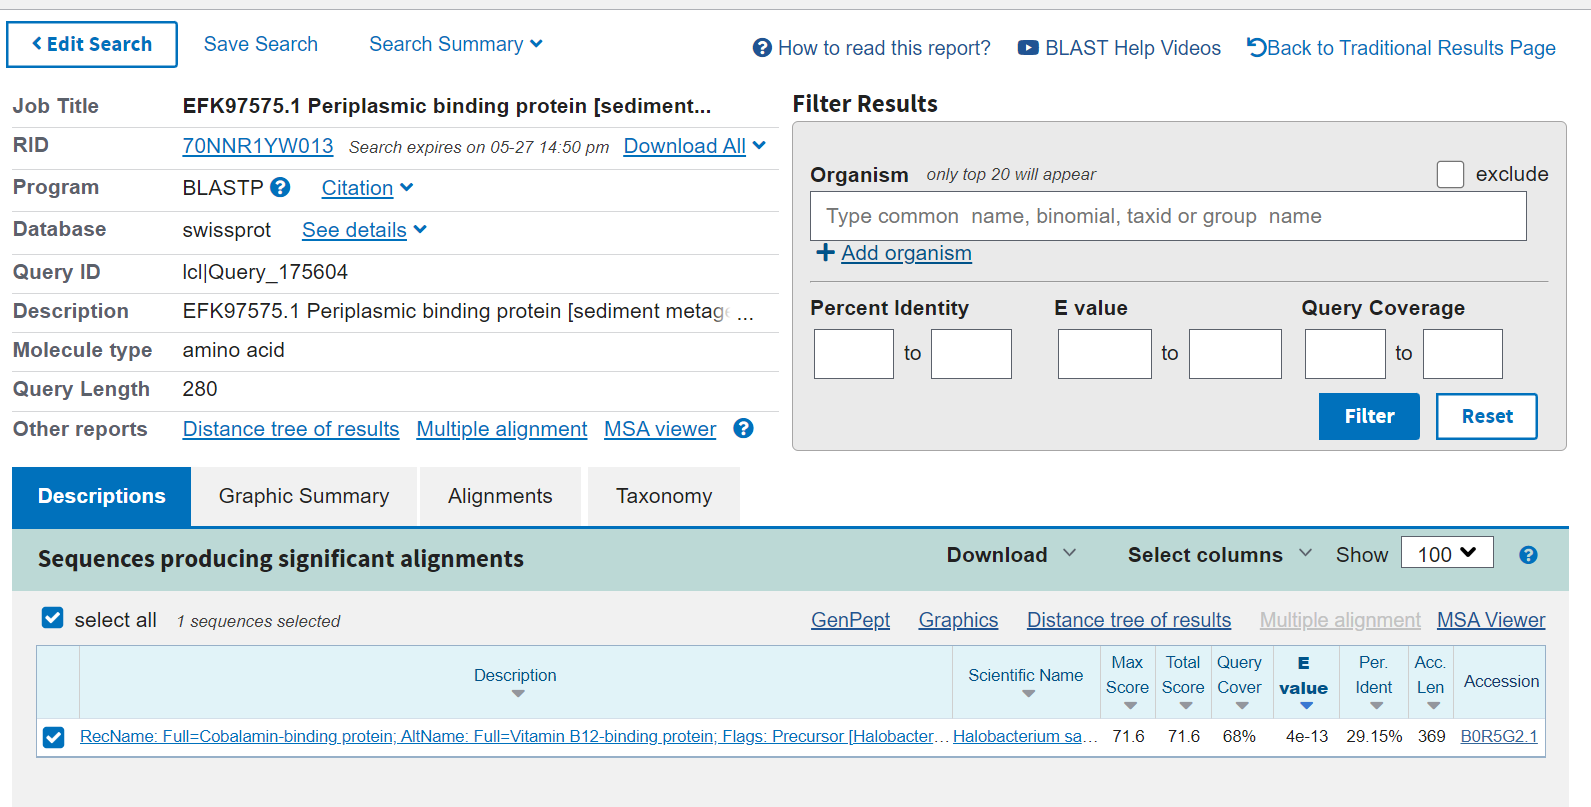 Edit Search Save Search Search Summary
How to read this report? BLAST Help Videos Back to Traditional Results Page
Job Title EFK97575.1 Periplasmic binding protein [sediment...
RID 70NNR1YW013 Search expires on 05-27 14:50 pm Download All
Program BLASTP Citation
Database swissprot See details
Query ID lcl|Query_175604
Description EFK97575.1 Periplasmic binding protein [sediment metage ...
Molecule type amino acid
Query Length 280
Other reports Distance tree of results Multiple alignment MSA viewer
Filter Results
Organism only top 20 will appear exclude
Type common name, binomial, taxid or group name
Add organism
Percent Identity E value Query Coverage
to to to
Filter Reset
Descriptions Graphic Summary Alignments Taxonomy
Sequences producing significant alignments Download Select columns Show 100
select all 1 sequences selected GenPept Graphics Distance tree of results Multiple alignment MSA Viewer
Description Scientific Name Max Score Total Score Query Cover E value Per. Ident Acc. Len Accession
RecName: Full=Cobalamin-binding protein; AltName: Full=Vitamin B12-binding protein; Flags: Precursor [Halobacter... Halobacterium sa... 71.6 71.6 68% 4e-13 29.15% 369 B0R5G2.1